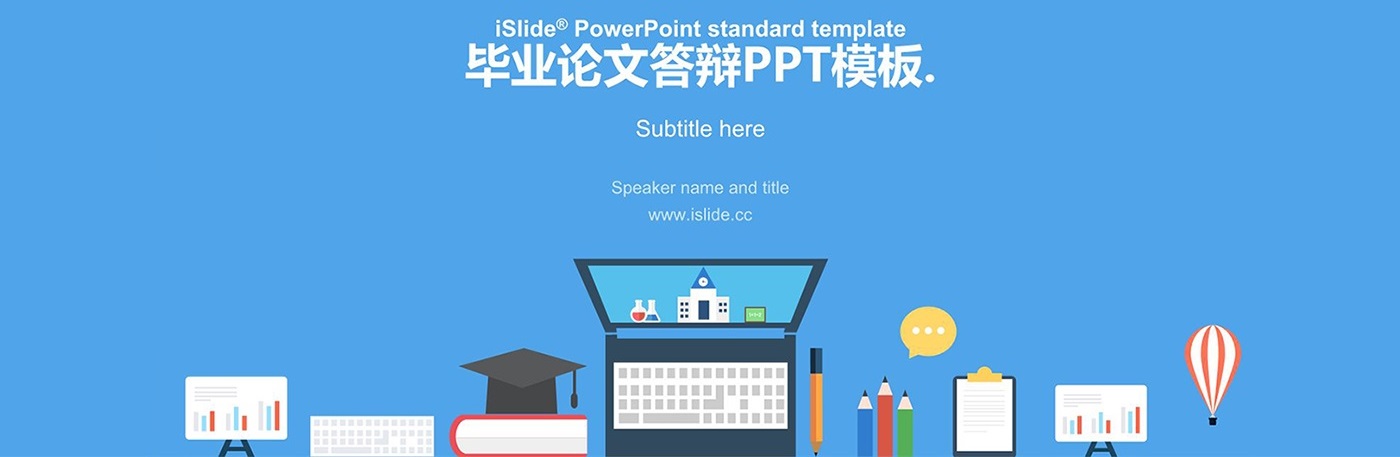 iSlide® PowerPoint standard template
毕业论文答辩PPT模板.
Subtitle here
Speaker name and title
www.islide.cc